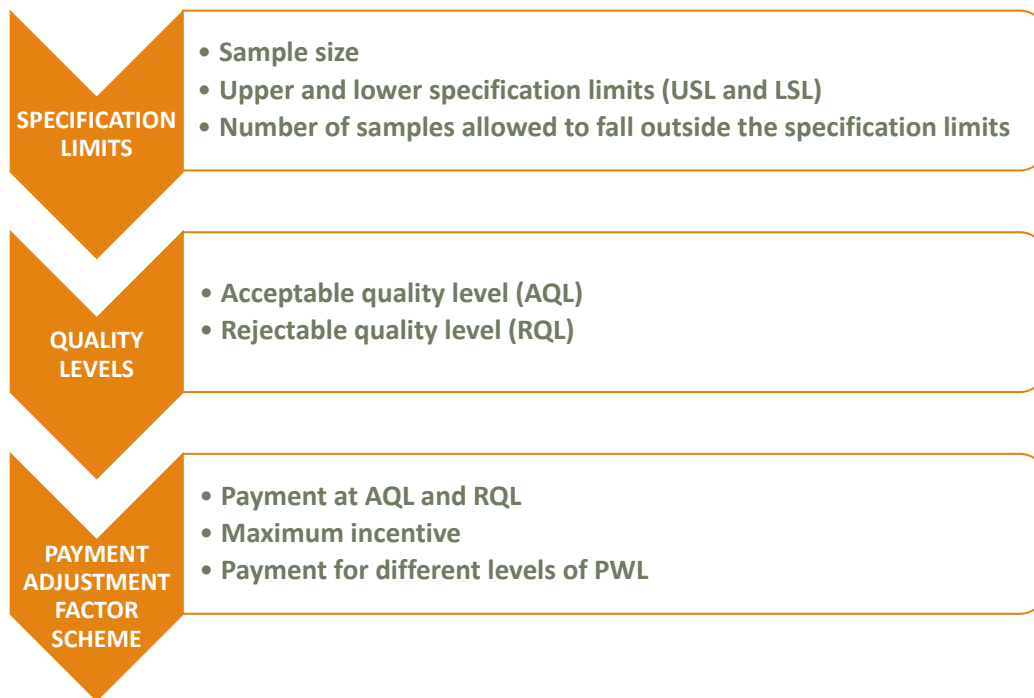 SPECIFICATION
LIMITS
• Sample size
• Upper and lower specification limits (USL and LSL)
• Number of samples allowed to fall outside the specification limits
QUALITY
LEVELS
• Acceptable quality level (AQL)
• Rejectable quality level (RQL)
PAYMENT
ADJUSTMENT
FACTOR
SCHEME
• Payment at AQL and RQL
• Maximum incentive
• Payment for different levels of PWL